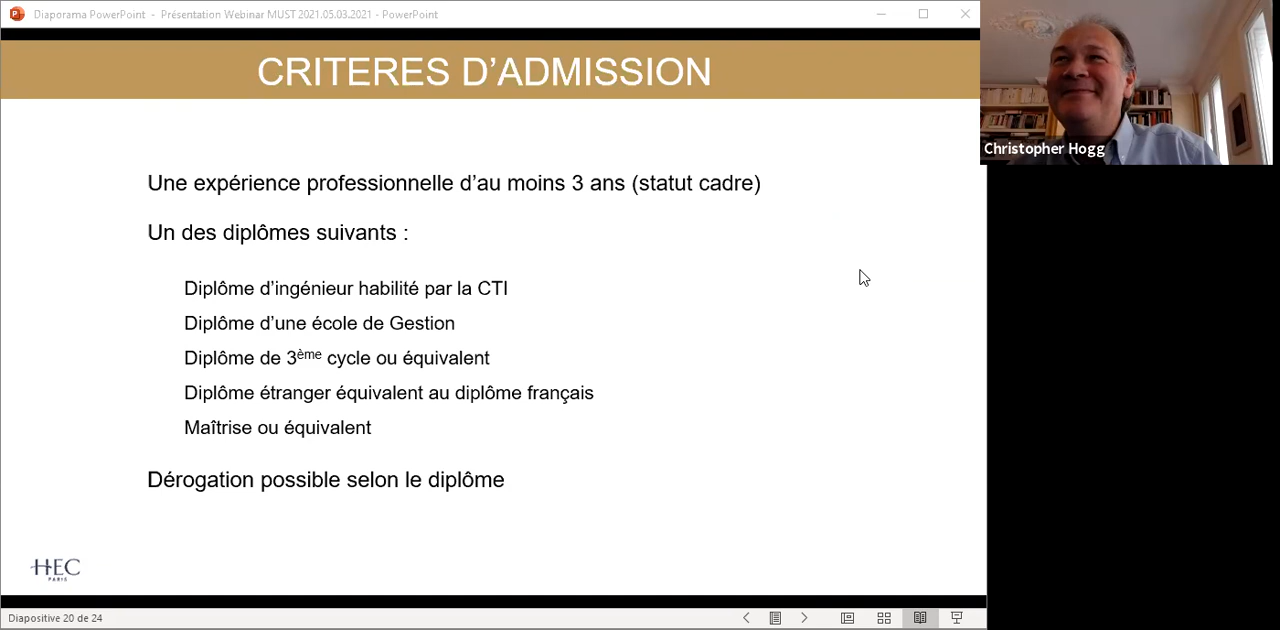 Diaporama PowerPoint - Présentation Webinar MUST 2021.05.03.2021 - PowerPoint
CRITERES D’ADMISSION
Christopher Hogg
Une expérience professionnelle d’au moins 3 ans (statut cadre)
Un des diplômes suivants :
Diplôme d’ingénieur habilité par la CTI
Diplôme d’une école de Gestion
Diplôme de 3ème cycle ou équivalent
Diplôme étranger équivalent au diplôme français
Maîtrise ou équivalent
Dérogation possible selon le diplôme
HEC
PARIS
Diapositive 20 de 24